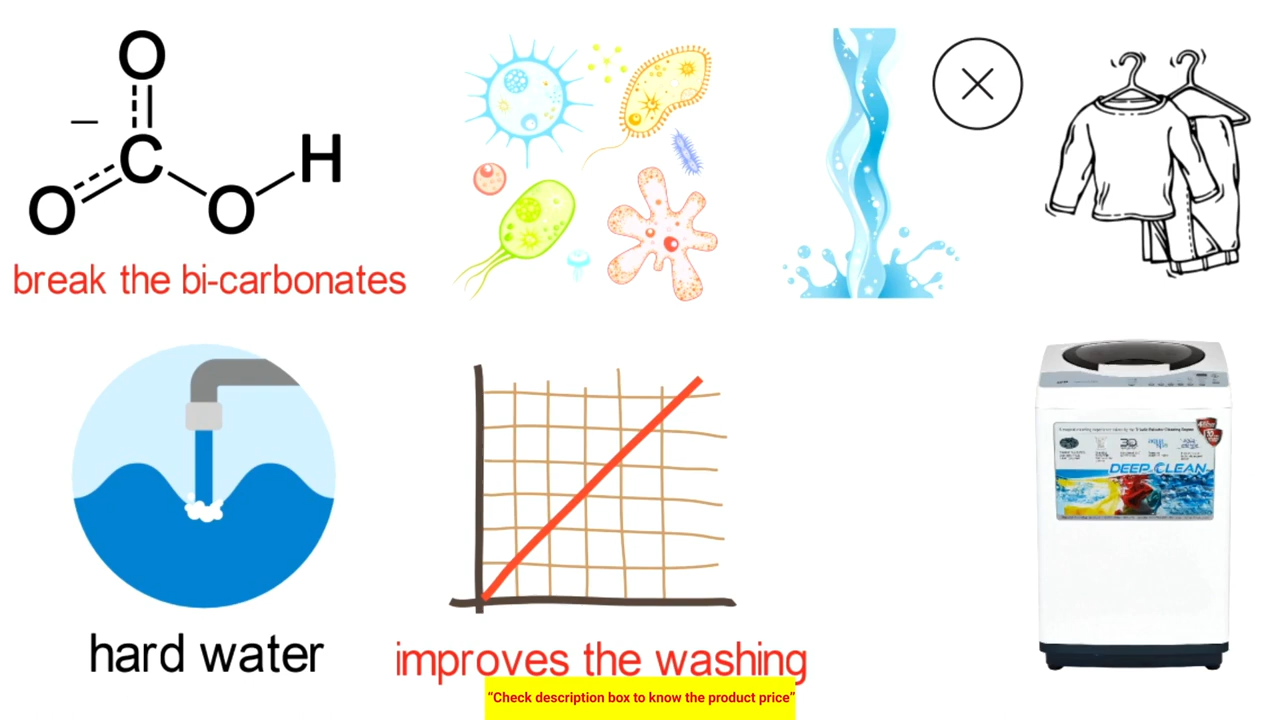 O
C
O
O
H
break the bi-carbonates
hard water
improves the washing
"Check description box to know the product price"
3D
DEEP CLEAN